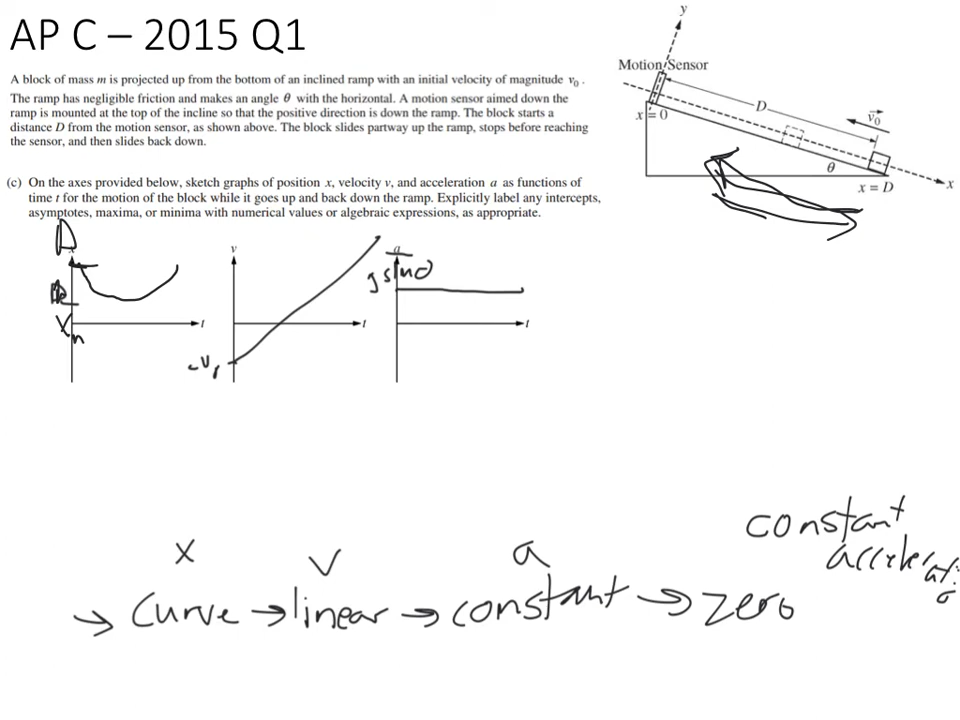 AP C – 2015 Q1
A block of mass m is projected up from the bottom of an inclined ramp with an initial velocity of magnitude v₀.
The ramp has negligible friction and makes an angle θ with the horizontal. A motion sensor aimed down the
ramp is mounted at the top of the incline so that the positive direction is down the ramp. The block starts a
distance D from the motion sensor, as shown above. The block slides partway up the ramp, stops before reaching
the sensor, and then slides back down.
y
Motion Sensor
D
v₀
x = 0
θ
x = D
x
(c) On the axes provided below, sketch graphs of position x, velocity v, and acceleration a as functions of
time t for the motion of the block while it goes up and back down the ramp. Explicitly label any intercepts,
asymptotes, maxima, or minima with numerical values or algebraic expressions, as appropriate.
D
t
v
t
a
g sinθ
t
x v a
constant
→ curve → linear → constant → zero